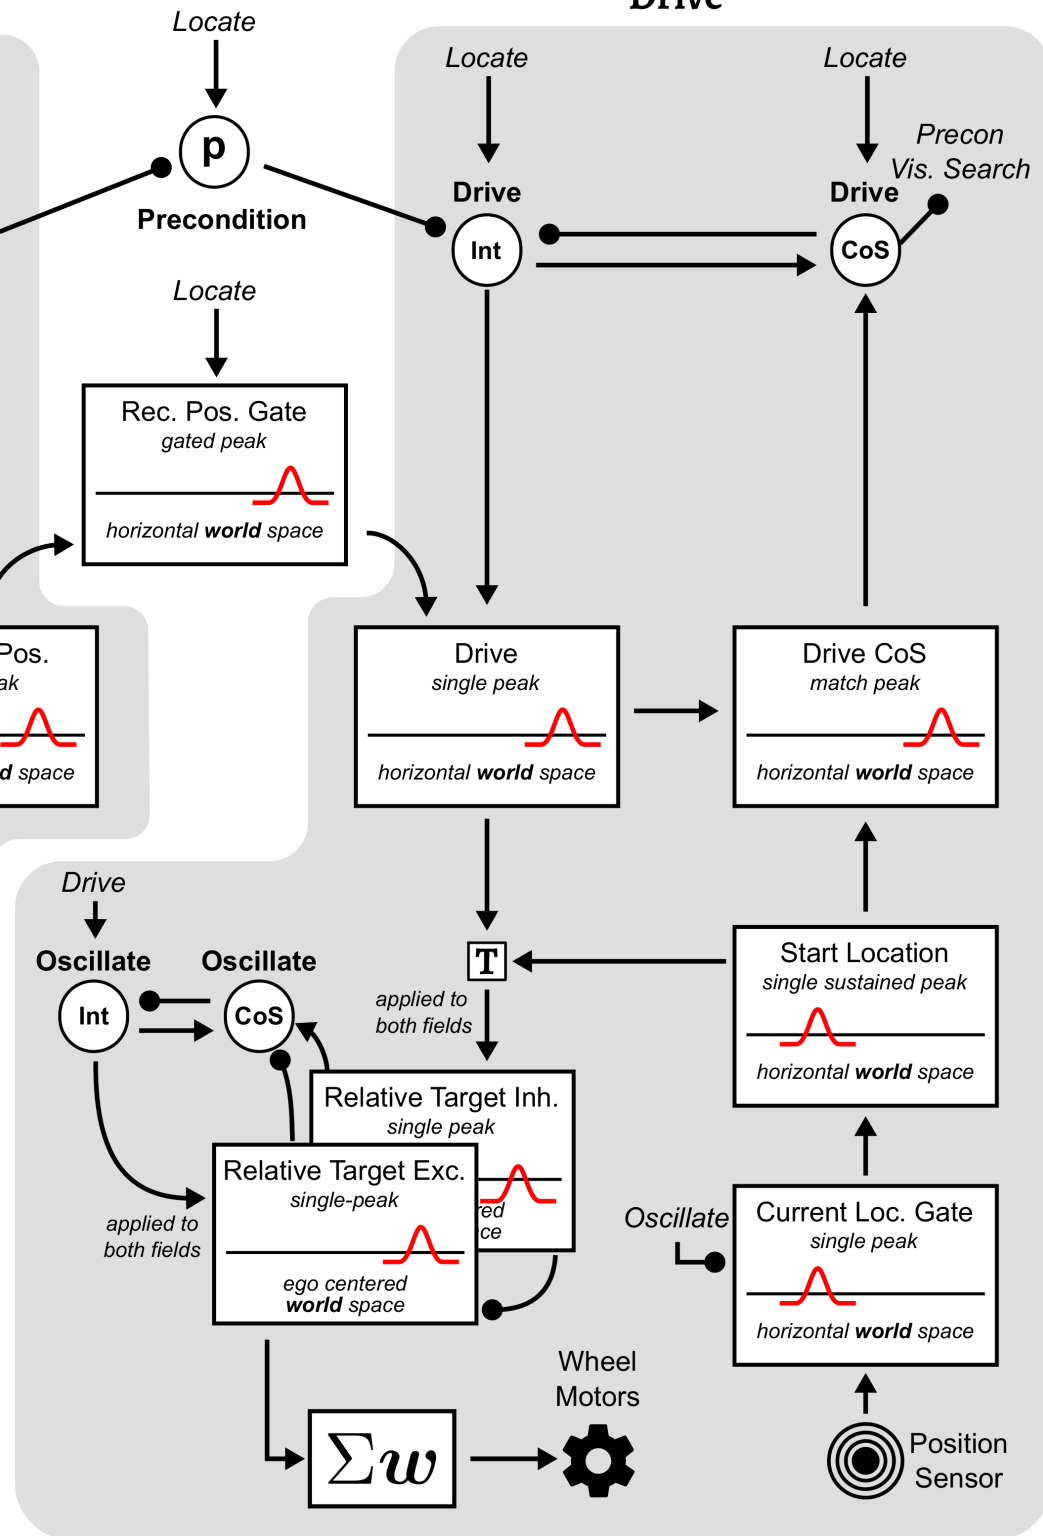 Drive
Locate
p
Precondition
Locate
Locate
Precon
Vis. Search
Drive
Int
Drive
CoS
Locate
Rec. Pos. Gate
gated peak
horizontal world space
Pos.
space
Drive
single peak
horizontal world space
Drive CoS
match peak
horizontal world space
Drive
Oscillate
Int
Oscillate
CoS
T
applied to
both fields
Start Location
single sustained peak
horizontal world space
Relative Target Inh.
single peak
Relative Target Exc.
single-peak
ego centered
world space
applied to
both fields
Oscillate
Current Loc. Gate
single peak
horizontal world space
Wheel
Motors
Σw
Position
Sensor